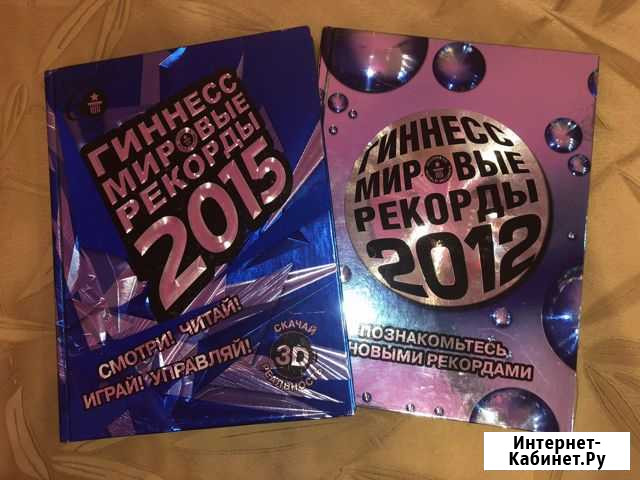 ГИННЕСС
МИРОВЫЕ
РЕКОРДЫ
2015
СМОТРИ! ЧИТАЙ!
ИГРАЙ! УПРАВЛЯЙ!
СКАЧАЙ
3D
РЕАЛЬНОСТЬ
ГИННЕСС
МИРОВЫЕ
РЕКОРДЫ
2012
ПОЗНАКОМЬТЕСЬ
НОВЫМИ РЕКОРДАМИ
Интернет-
Кабинет.Ру